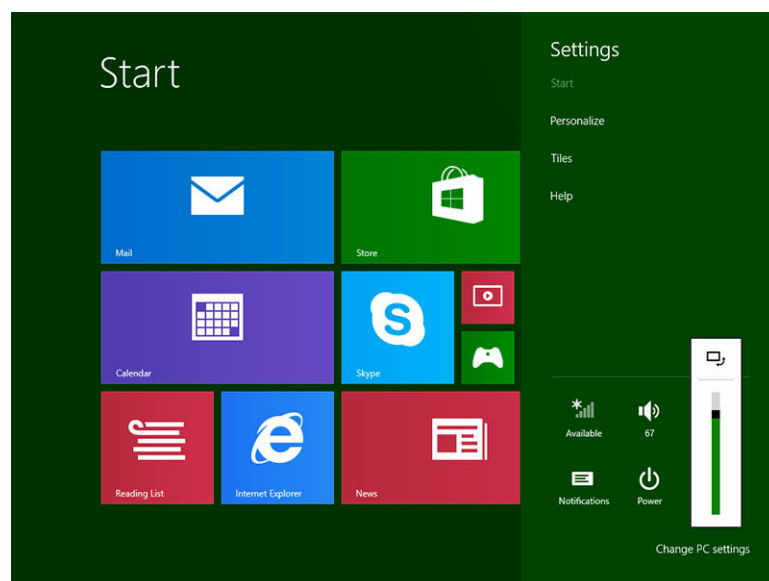 Start
Mail
Store
Calendar
Skype
S
Reading List
Internet Explorer
News
Settings
Start
Personalize
Tiles
Help
Available
67
Notifications
Power
Change PC settings